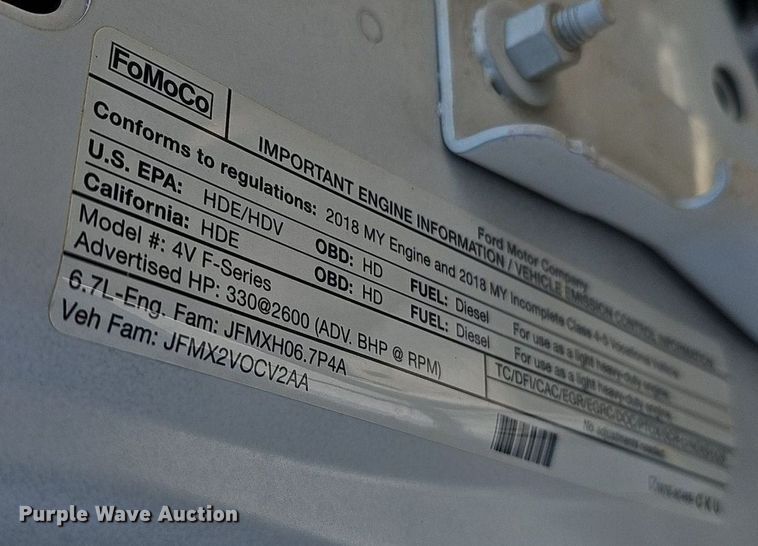 FoMoCo
Ford Motor Company
IMPORTANT ENGINE INFORMATION / VEHICLE EMISSION CONTROL INFORMATION
Conforms to regulations: 2018 MY Engine and 2018 MY Incomplete Class 4-5 Vocational Vehicle
U.S. EPA: HDE/HDV OBD: HD FUEL: Diesel For use as a light heavy-duty engine
California: HDE OBD: HD FUEL: Diesel For use as a light heavy-duty engine
Model #: 4V F-Series
Advertised HP: 330@2600 (ADV. BHP @ RPM) TC/DFI/CAC/EGR/EGRC/DOC
6.7L-Eng. Fam: JFMXH06.7P4A No adjustments needed.
Veh Fam: JFMX2VOCV2AA
CKU
Purple Wave Auction